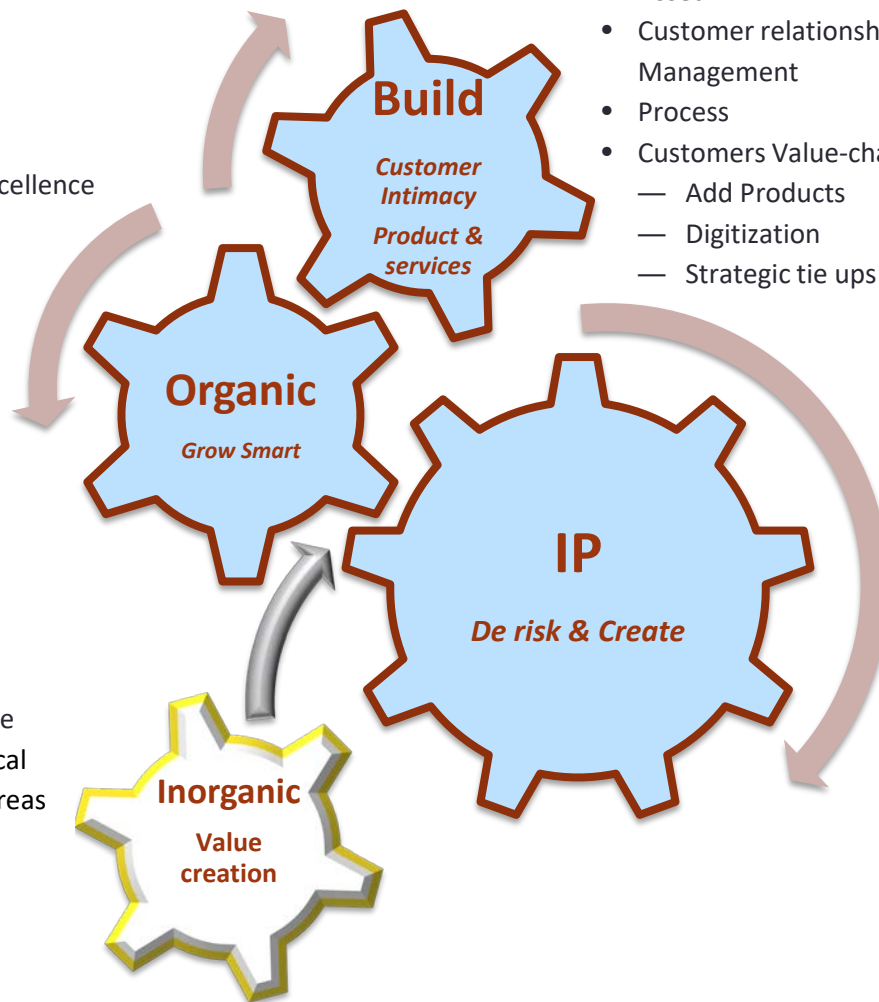 Build
Customer
Intimacy
Product &
services
• Customer relationsh
Management
• Process
• Customers Value-cha
— Add Products
— Digitization
— Strategic tie ups
cellence
Organic
Grow Smart
IP
De risk & Create
e
cal
reas
Inorganic
Value
creation